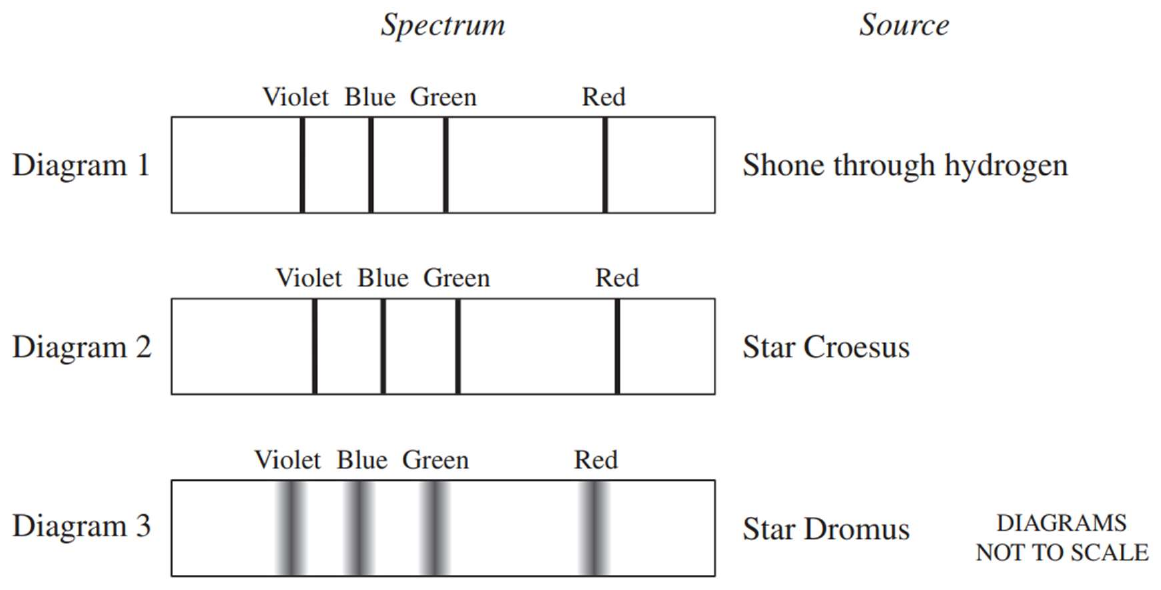 Spectrum Source
Violet Blue Green Red
Diagram 1 Shone through hydrogen
Violet Blue Green Red
Diagram 2 Star Croesus
Violet Blue Green Red
Diagram 3 Star Dromus
DIAGRAMS
NOT TO SCALE